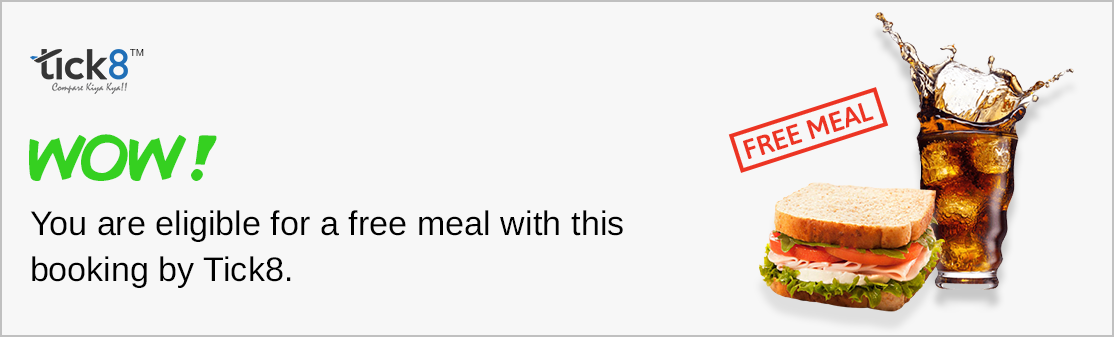 tick8™
Compare Kiya Kya!!
WOW!
FREE MEAL
You are eligible for a free meal with this
booking by Tick8.